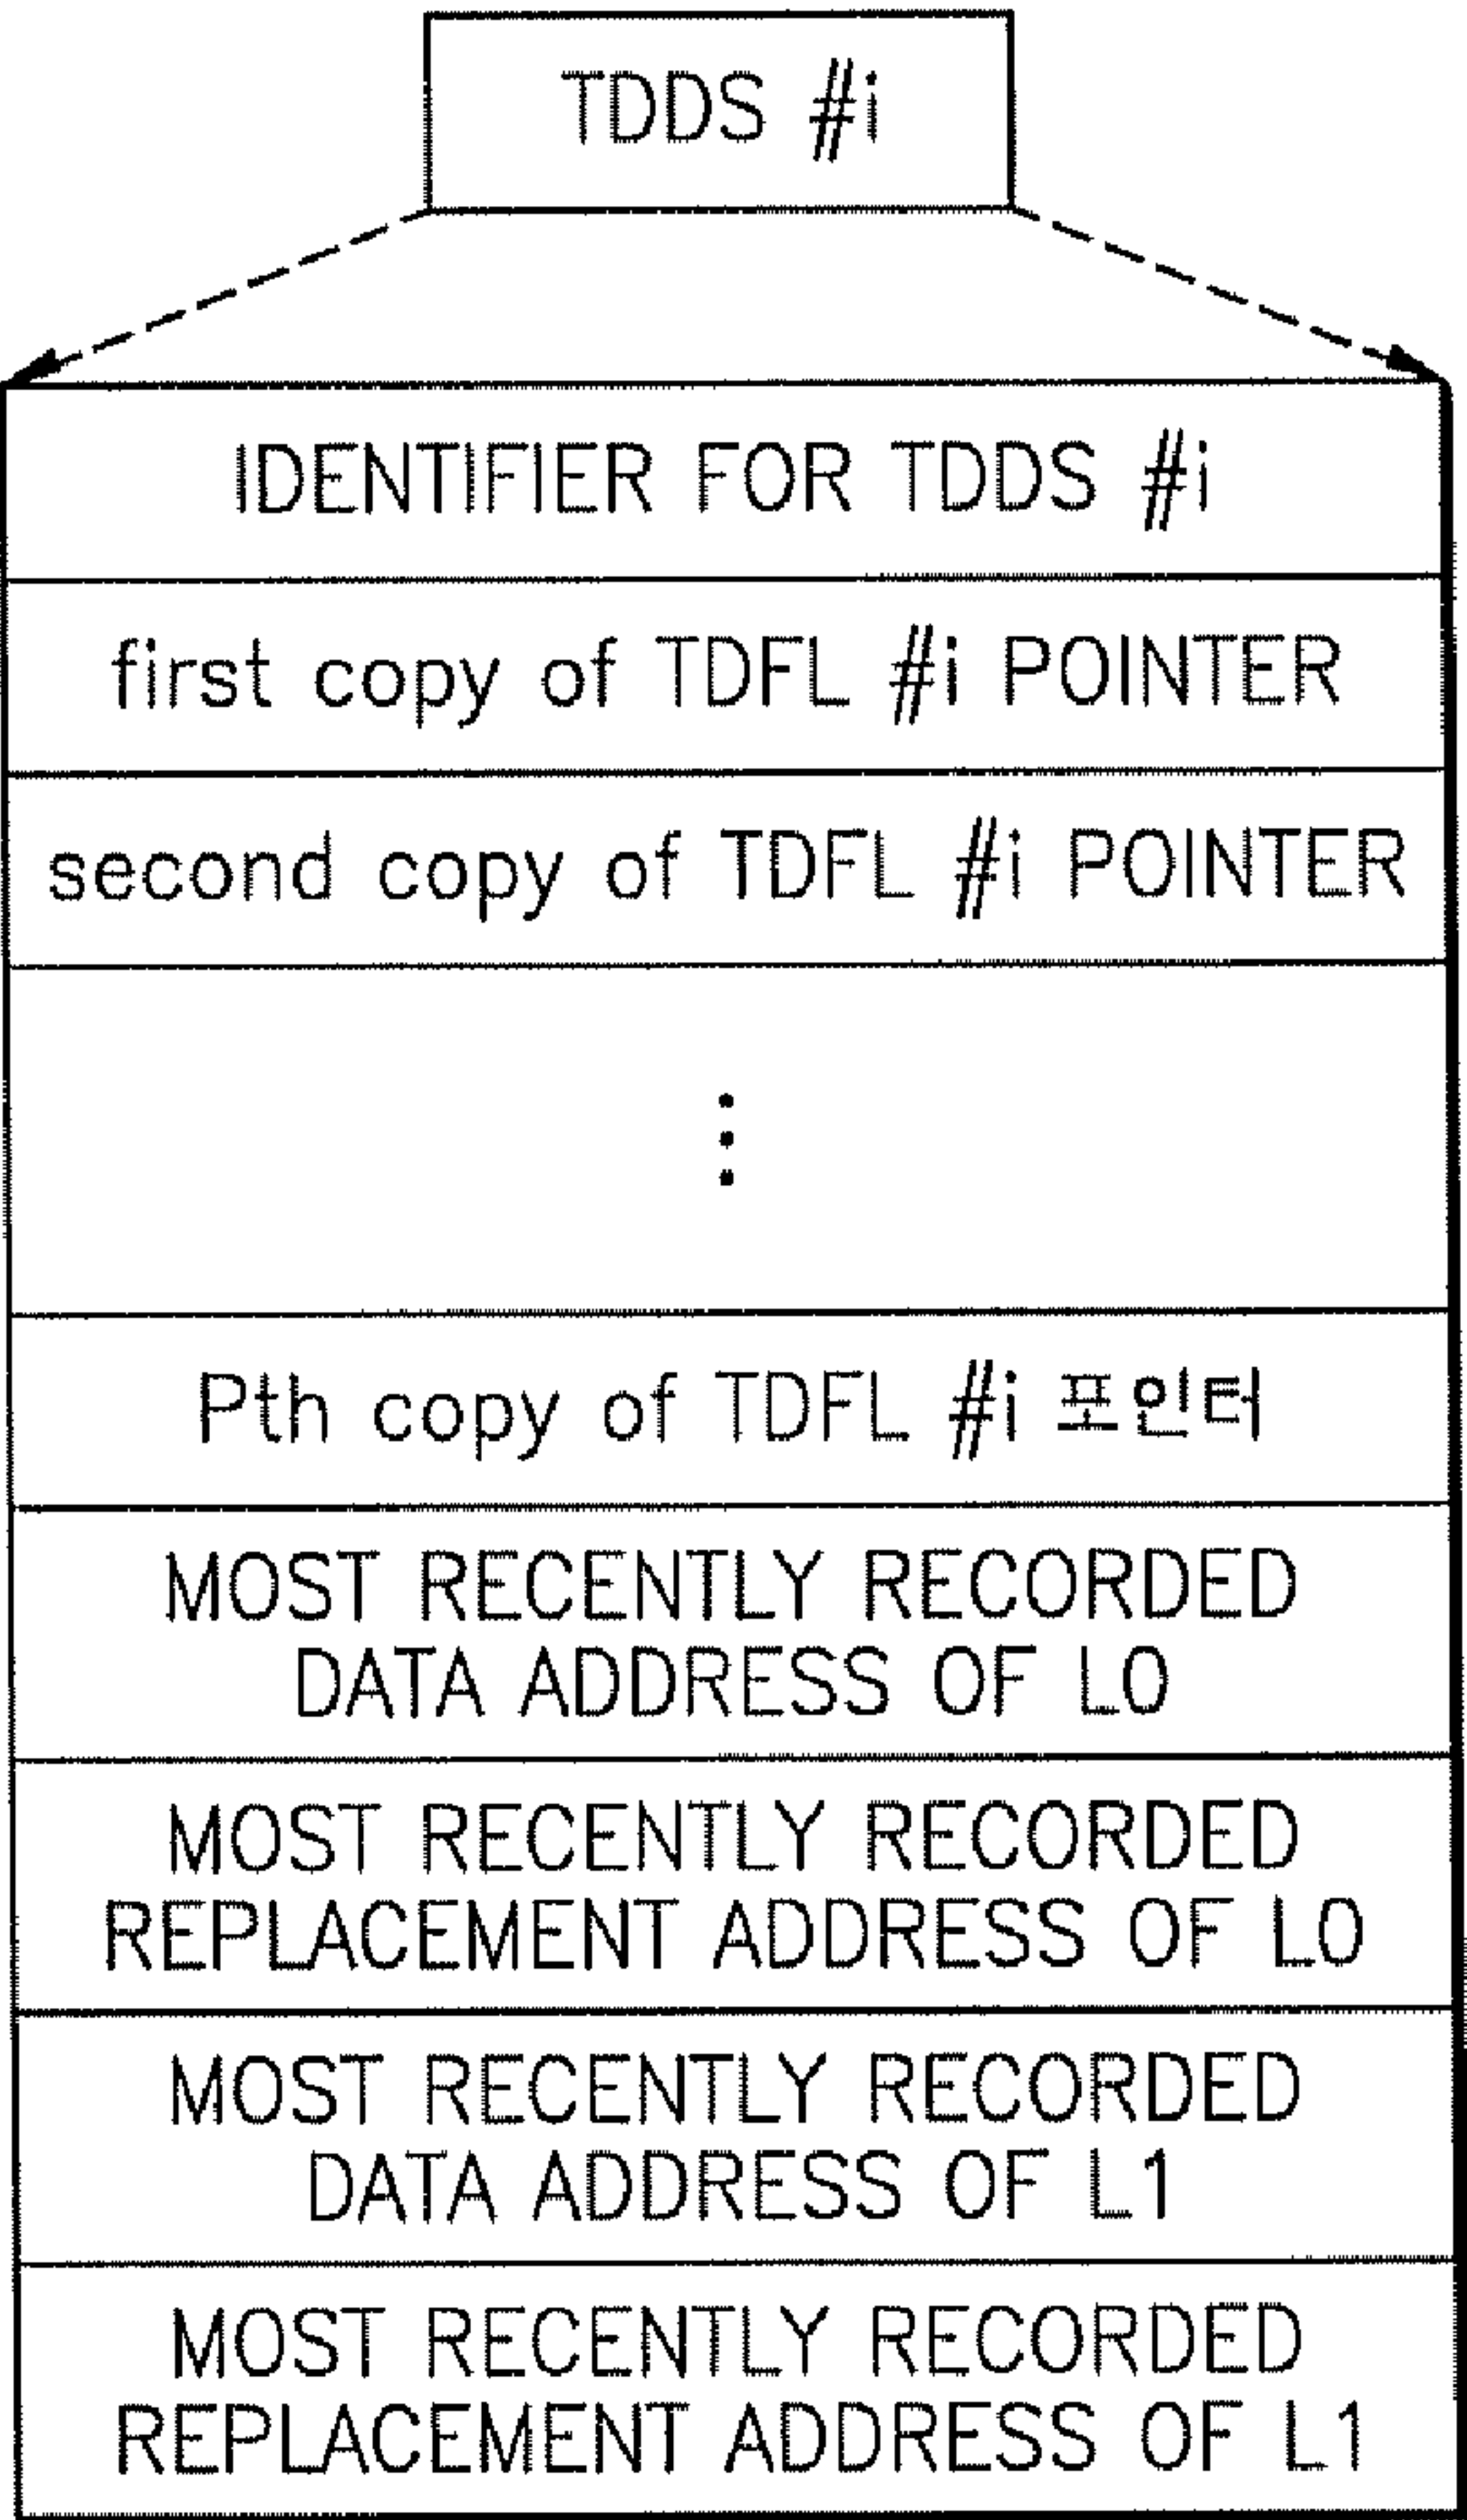 TDDS #i
IDENTIFIER FOR TDDS #i
first copy of TDFL #i POINTER
second copy of TDFL #i POINTER
⋮
Pth copy of TDFL #i 포인터
MOST RECENTLY RECORDED
DATA ADDRESS OF L0
MOST RECENTLY RECORDED
REPLACEMENT ADDRESS OF L0
MOST RECENTLY RECORDED
DATA ADDRESS OF L1
MOST RECENTLY RECORDED
REPLACEMENT ADDRESS OF L1